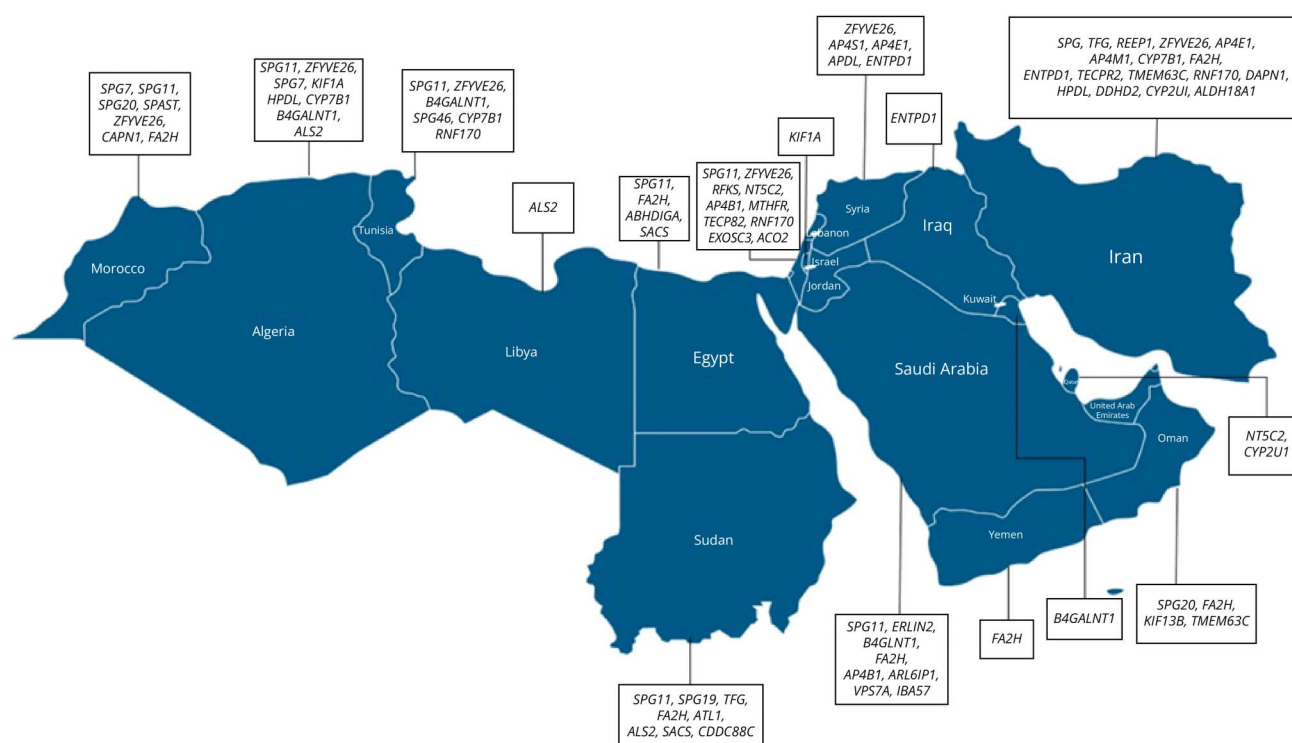 SPG7, SPG11,
SPG20, SPAST,
ZFYVE26,
CAPN1, FA2H
SPG11, ZFYVE26,
SPG7, KIF1A
HPDL, CYP7B1
B4GALNT1,
ALS2
SPG11, ZFYVE26,
B4GALNT1,
SPG46, CYP7B1
RNF170
ALS2
SPG11,
FA2H,
ABHDIGA,
SACS
SPG11, ZFYVE26,
RFKS, NT5C2,
AP4B1, MTHFR,
TECP82, RNF170
EXOSC3, ACO2
KIF1A
ZFYVE26,
AP4S1, AP4E1,
APDL, ENTPD1
ENTPD1
SPG, TFG, REEP1, ZFYVE26, AP4E1,
AP4M1, CYP7B1, FA2H,
ENTPD1, TECPR2, TMEM63C, RNF170, DAPN1,
HPDL, DDHD2, CYP2UI, ALDH18A1
Morocco
Algeria
Tunisia
Libya
Egypt
Sudan
Syria
Lebanon
Israel
Jordan
Iraq
Kuwait
Iran
Saudi Arabia
Qatar
United Arab
Emirates
Oman
Yemen
NT5C2,
CYP2U1
SPG20, FA2H,
KIF13B, TMEM63C
B4GALNT1
FA2H
SPG11, ERLIN2,
B4GLNT1,
FA2H,
AP4B1, ARL6IP1,
VPS7A, IBA57
SPG11, SPG19, TFG,
FA2H, ATL1,
ALS2, SACS, CDDC88C